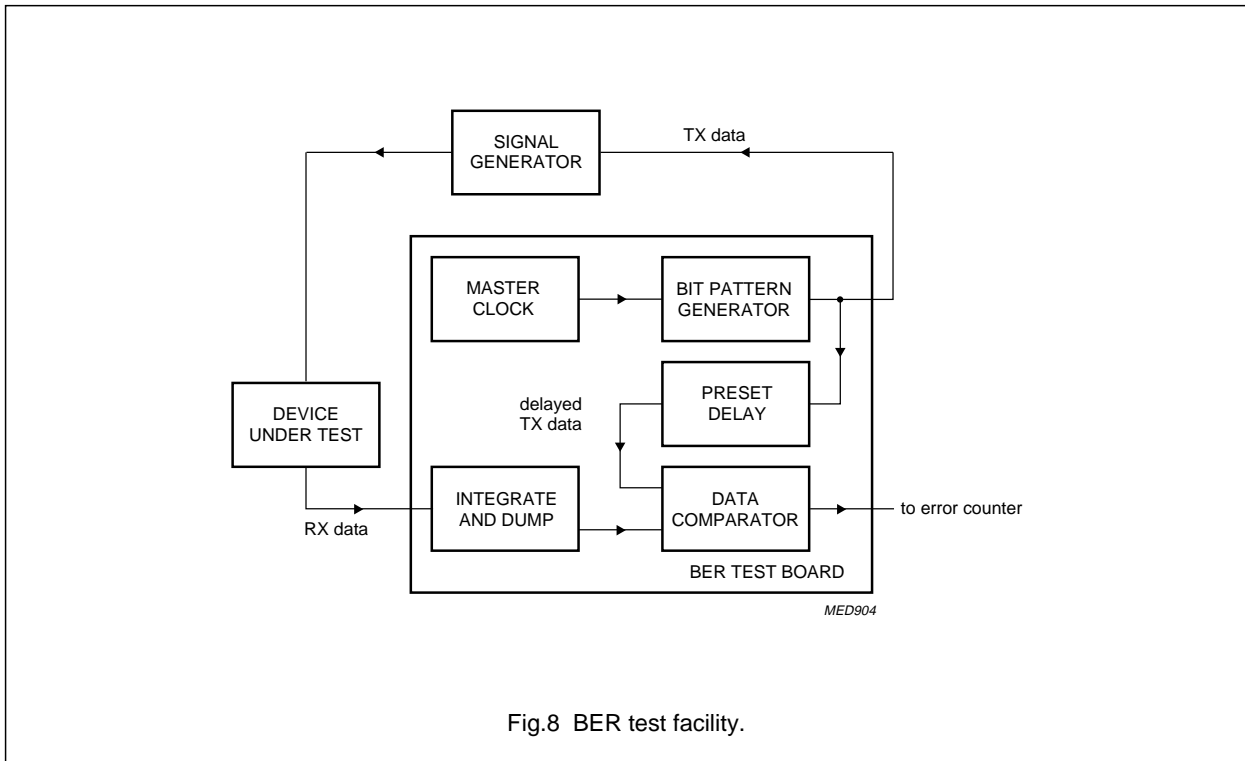 SIGNAL
GENERATOR
TX data
MASTER
CLOCK
BIT PATTERN
GENERATOR
DEVICE
UNDER TEST
delayed
TX data
PRESET
DELAY
INTEGRATE
AND DUMP
DATA
COMPARATOR
to error counter
RX data
BER TEST BOARD
MED904
Fig.8 BER test facility.